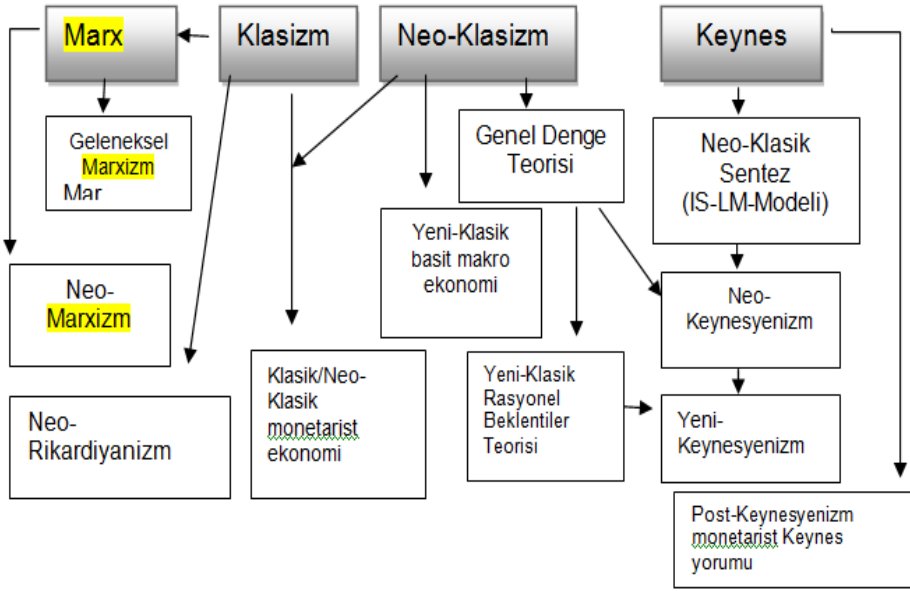 Marx
Klasizm
Neo-Klasizm
Keynes
Geleneksel
Marxizm
Mar
Genel Denge
Teorisi
Neo-Klasik
Sentez
(IS-LM-Modeli)
Yeni-Klasik
basit makro
ekonomi
Neo-
Marxizm
Neo-
Keynesyenizm
Neo-
Rikardiyanizm
Klasik/Neo-
Klasik
monetarist
ekonomi
Yeni-Klasik
Rasyonel
Beklentiler
Teorisi
Yeni-
Keynesyenizm
Post-Keynesyenizm
monetarist Keynes
yorumu